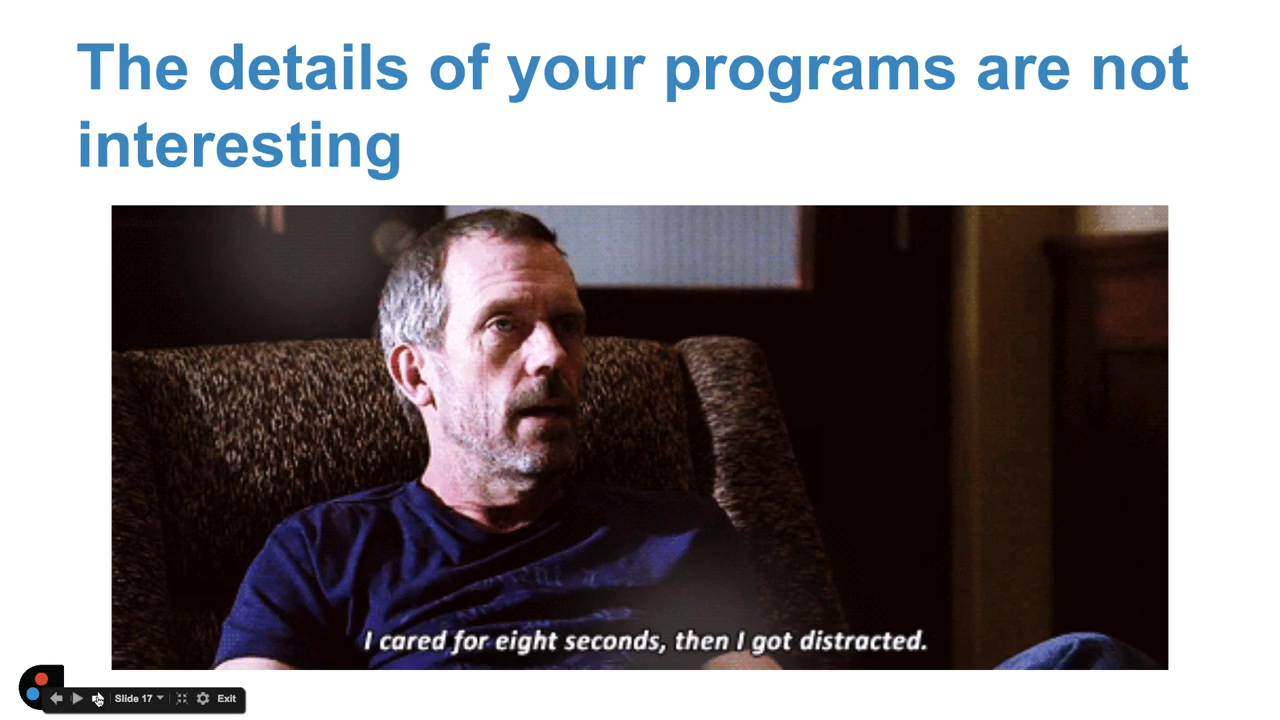 The details of your programs are not
interesting
I cared for eight seconds, then I got distracted.
Slide 17
Exit